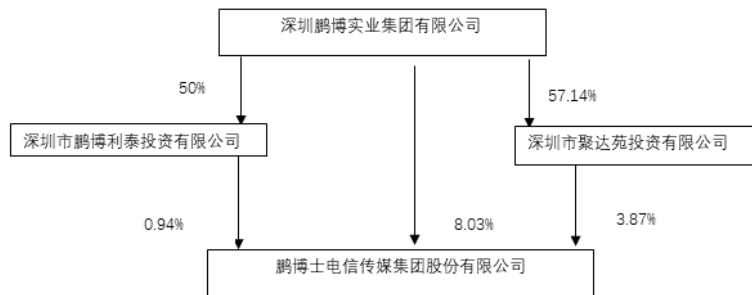 深圳鹏博实业集团有限公司
50%
57.14%
深圳市鹏博利泰投资有限公司
深圳市聚达苑投资有限公司
0.94%
8.03%
3.87%
鹏博士电信传媒集团股份有限公司